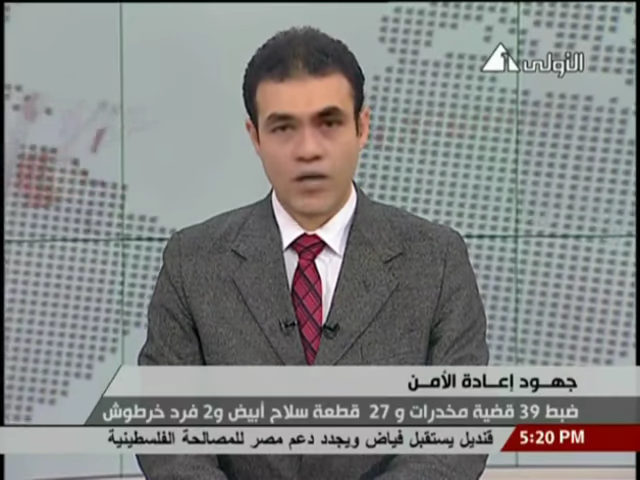 الأولى
جهود إعادة الأمن
ضبط 39 قضية مخدرات و 27 قطعة سلاح أبيض و2 فرد خرطوش
5:20 PM
قنديل يستقبل فياض ويجدد دعم مصر للمصالحة الفلسطينية